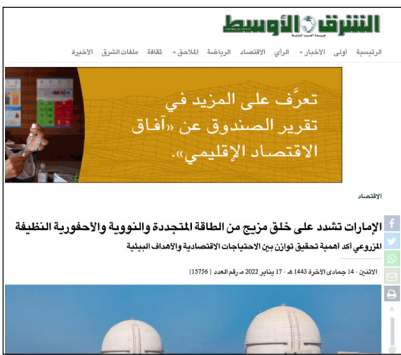 الشرق الأوسط
جريدة العرب الدولية
الرئيسية أولى الأخبار الرأي الاقتصاد الرياضة الملاحق ثقافة ملفات الشرق الأخيرة
تعرَّف على المزيد في
تقرير الصندوق عن «آفاق
الاقتصاد الإقليمي».
الاقتصاد
الإمارات تشدد على خلق مزيج من الطاقة المتجددة والنووية والأحفورية النظيفة
المزروعي أكد أهمية تحقيق توازن بين الاحتياجات الاقتصادية والأهداف البيئية
الاثنين - 14 جمادى الآخرة 1443 هـ - 17 يناير 2022 مـ رقم العدد [15756]